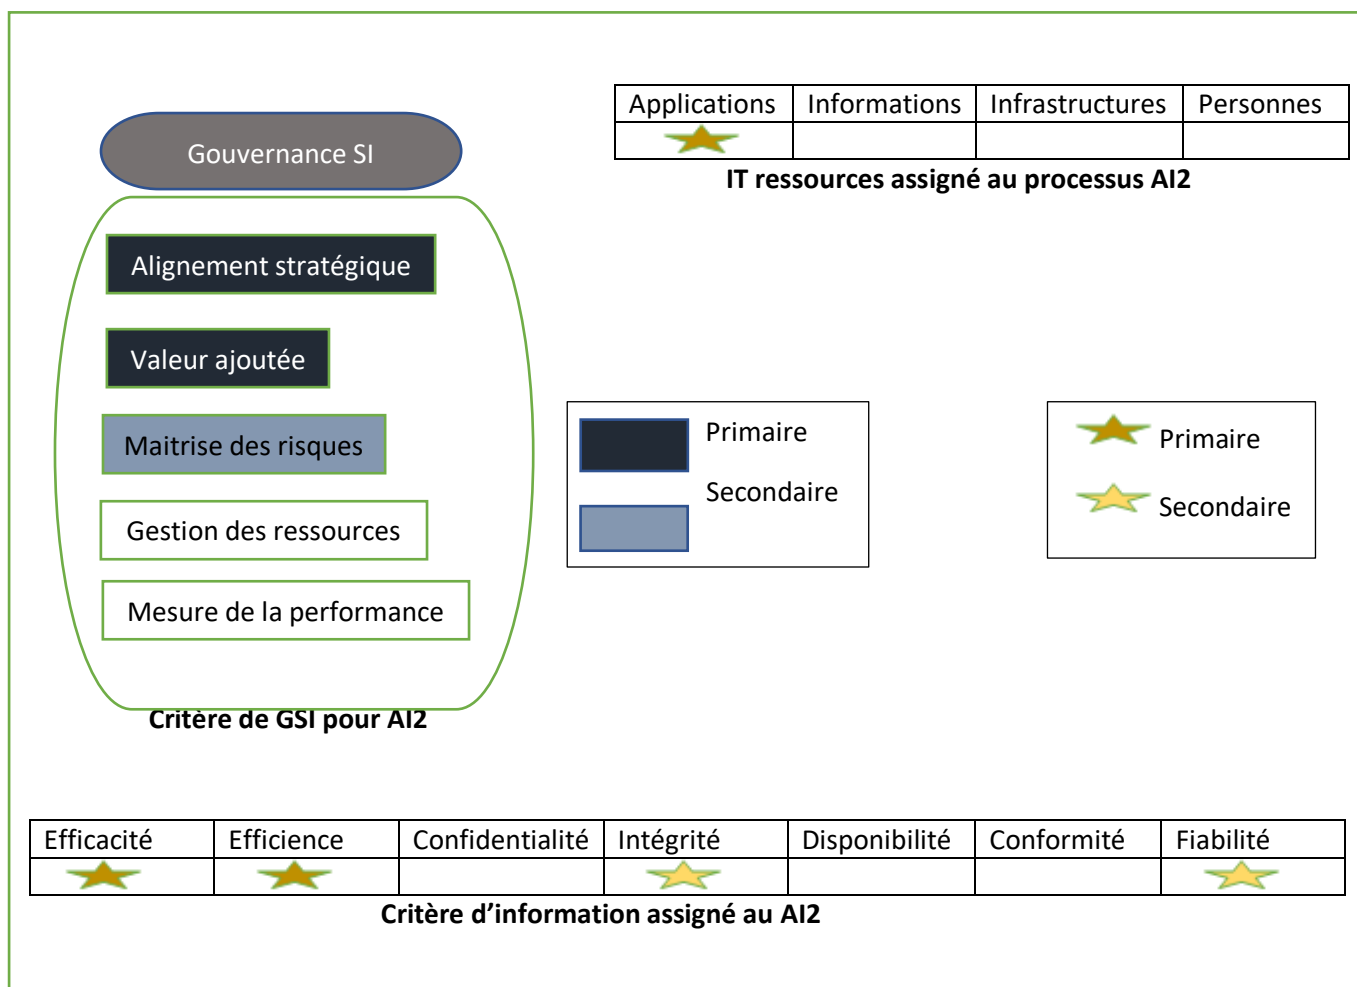 Applications Informations Infrastructures Personnes
IT ressources assigné au processus AI2
Gouvernance SI
Alignement stratégique
Valeur ajoutée
Maitrise des risques
Gestion des ressources
Mesure de la performance
Critère de GSI pour AI2
Primaire
Secondaire
Primaire
Secondaire
Efficacité Efficience Confidentialité Intégrité Disponibilité Conformité Fiabilité
Critère d’information assigné au AI2